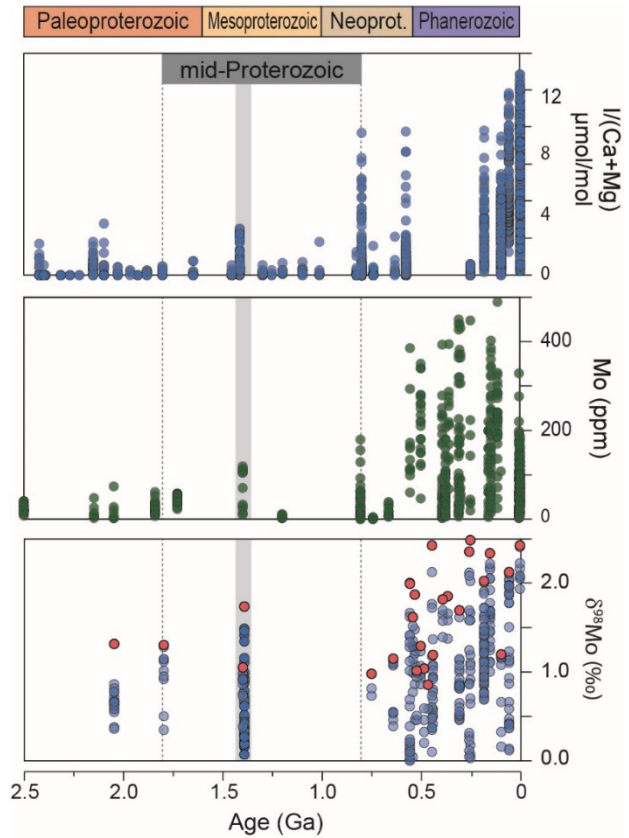 Paleoproterozoic Mesoproterozoic Neoprot. Phanerozoic
mid-Proterozoic
12
8
4
0
I/(Ca+Mg)
μmol/mol
400
200
0
Mo (ppm)
2.0
1.0
0.0
δ98Mo (‰)
2.5 2.0 1.5 1.0 0.5 0
Age (Ga)